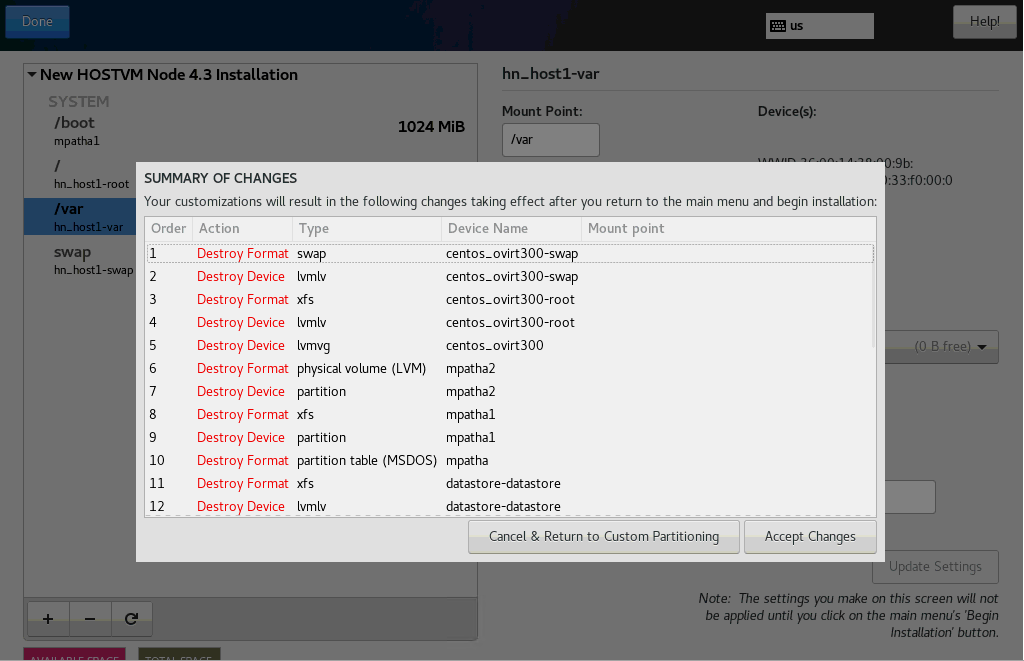 Done
us
Help!
New HOSTVM Node 4.3 Installation
hn_host1-var
SYSTEM
/boot
1024 MiB
mpatha1
/
hn_host1-root
/var
hn_host1-var
swap
hn_host1-swap
Mount Point:
Device(s):
/var
0:33:f0:00:0
SUMMARY OF CHANGES
Your customizations will result in the following changes taking effect after you return to the main menu and begin installation:
Order Action Type Device Name Mount point
1 Destroy Format swap centos_ovirt300-swap
2 Destroy Device lvmlv centos_ovirt300-swap
3 Destroy Format xfs centos_ovirt300-root
4 Destroy Device lvmlv centos_ovirt300-root
5 Destroy Device lvmvg centos_ovirt300
6 Destroy Format physical volume (LVM) mpatha2
7 Destroy Device partition mpatha2
8 Destroy Format xfs mpatha1
9 Destroy Device partition mpatha1
10 Destroy Format partition table (MSDOS) mpatha
11 Destroy Format xfs datastore-datastore
12 Destroy Device lvmlv datastore-datastore
(0 B free)
Cancel & Return to Custom Partitioning
Accept Changes
Update Settings
Note: The settings you make on this screen will not
be applied until you click on the main menu's 'Begin
Installation' button.
AVAILABLE SPACE
TOTAL SPACE